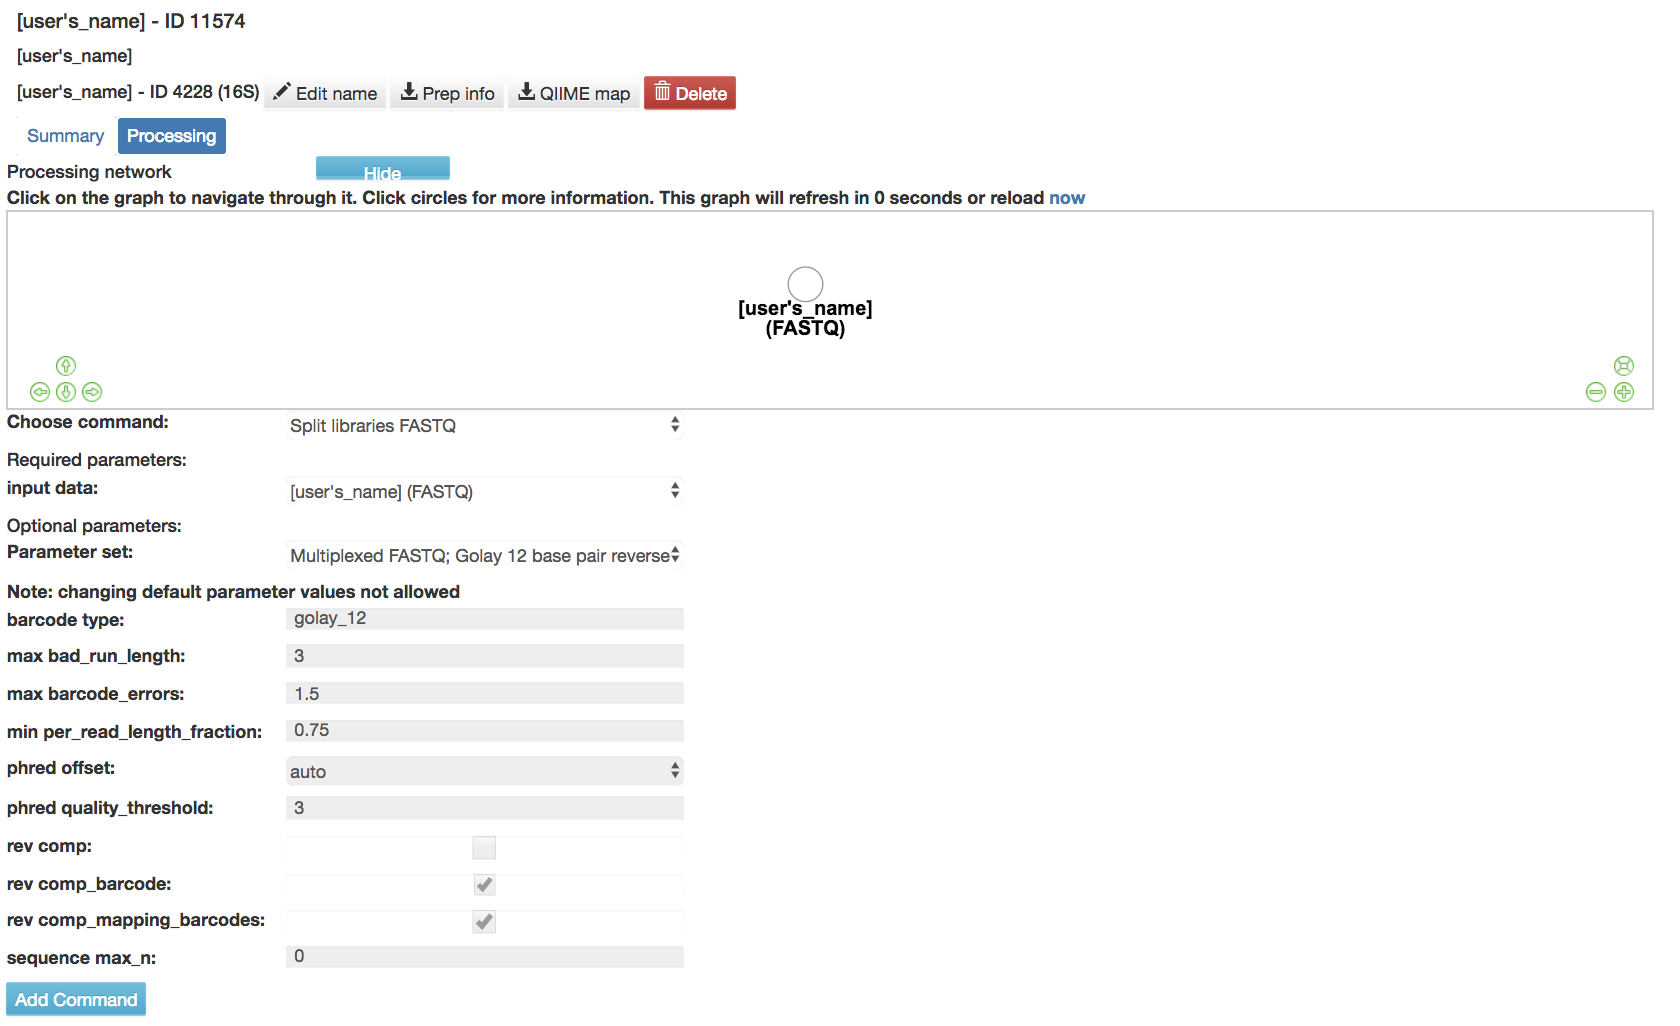 [user's_name] - ID 11574
[user's_name]
[user's_name] - ID 4228 (16S) Edit name Prep info QIIME map Delete
Summary Processing
Processing network Hide
Click on the graph to navigate through it. Click circles for more information. This graph will refresh in 0 seconds or reload now
[user's_name]
(FASTQ)
Choose command: Split libraries FASTQ
Required parameters:
input data: [user's_name] (FASTQ)
Optional parameters:
Parameter set: Multiplexed FASTQ; Golay 12 base pair reverse
Note: changing default parameter values not allowed
barcode type: golay_12
max bad_run_length: 3
max barcode_errors: 1.5
min per_read_length_fraction: 0.75
phred offset: auto
phred quality_threshold: 3
rev comp:
rev comp_barcode:
rev comp_mapping_barcodes:
sequence max_n: 0
Add Command